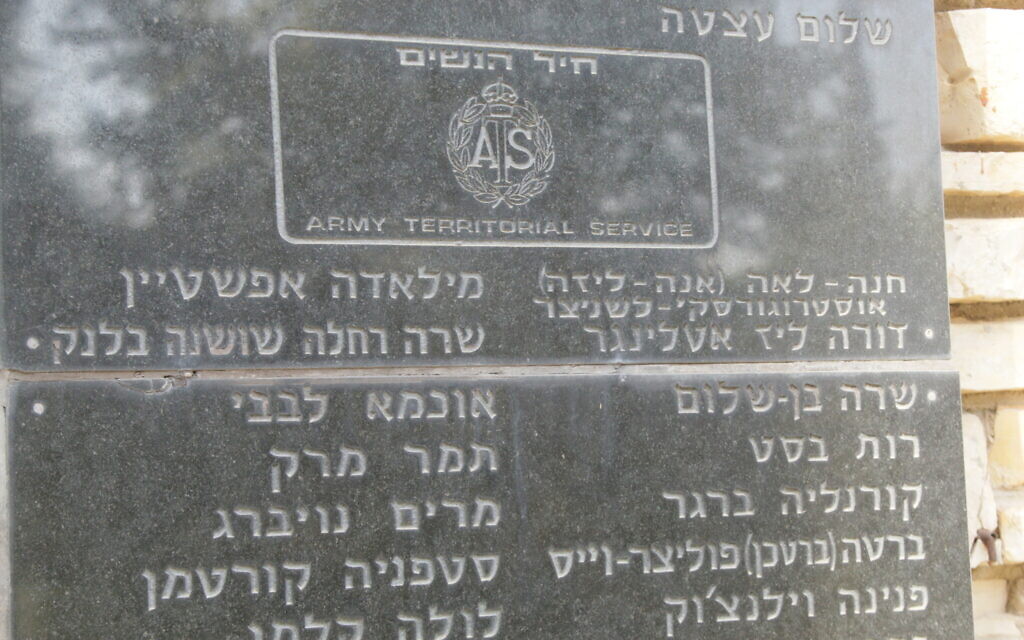 שלום עצטה
חיל הנשים
ATS
ARMY TERRITORIAL SERVICE
חנה - לאה (אנה - ליזה)
אוסטרוגורסקי - לשניצר
דורה ליז אטלינגר
מילאדה אפשטיין
שרה רחלה שושנה בלנק
שרה בן-שלום
רות בסט
קורנליה ברגר
ברטה (ברטכן) פוליצר-וייס
פנינה וילנצ'וק
אוכמא לבבי
תמר מרק
מרים נויברג
סטפניה קורטמן
לולה